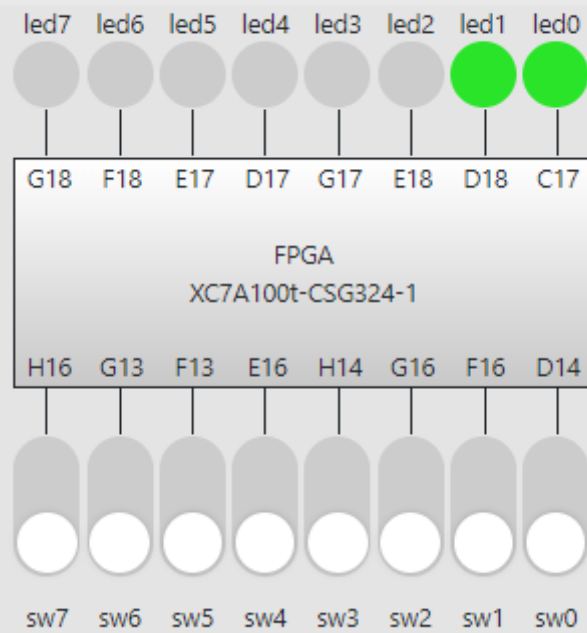 led7 led6 led5 led4 led3 led2 led1 led0
G18 F18 E17 D17 G17 E18 D18 C17
FPGA
XC7A100t-CSG324-1
H16 G13 F13 E16 H14 G16 F16 D14
sw7 sw6 sw5 sw4 sw3 sw2 sw1 sw0